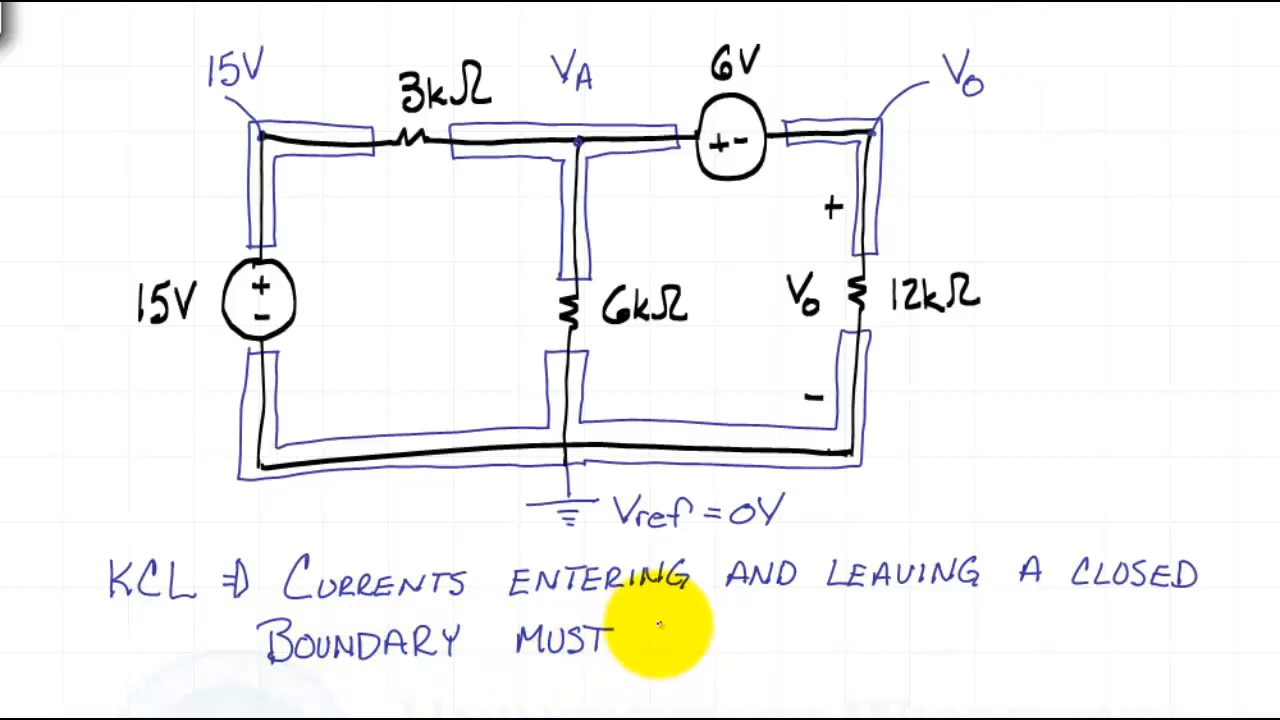 15V
3kΩ
VA
6V
Vo
+ -
+
15V
+
-
6kΩ
Vo
12kΩ
-
Vref = 0V
KCL ⇒ CURRENTS ENTERING AND LEAVING A CLOSED
BOUNDARY MUST